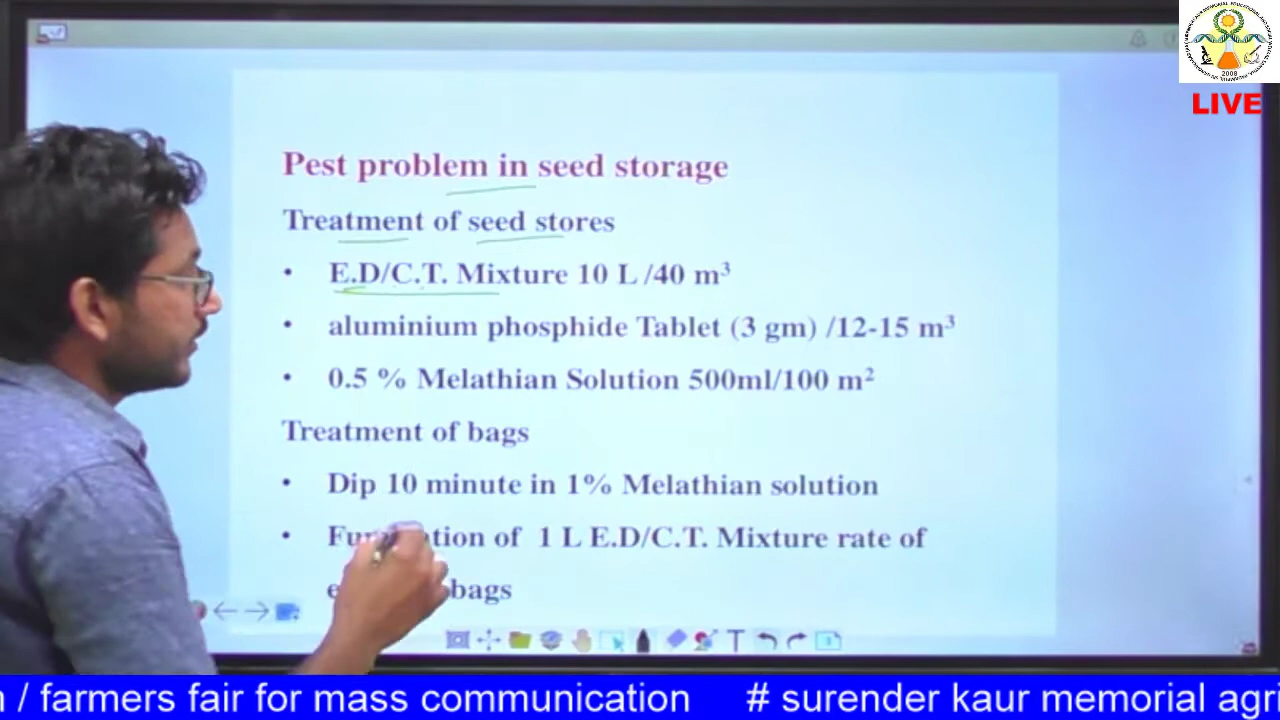 LIVE
Pest problem in seed storage
Treatment of seed stores
• E.D/C.T. Mixture 10 L /40 m³
• aluminium phosphide Tablet (3 gm) /12-15 m³
• 0.5 % Melathian Solution 500ml/100 m²
Treatment of bags
• Dip 10 minute in 1% Melathian solution
• of 1 L E.D/C.T. Mixture rate of
bags
/ farmers fair for mass communication # surender kaur memorial agri
2008